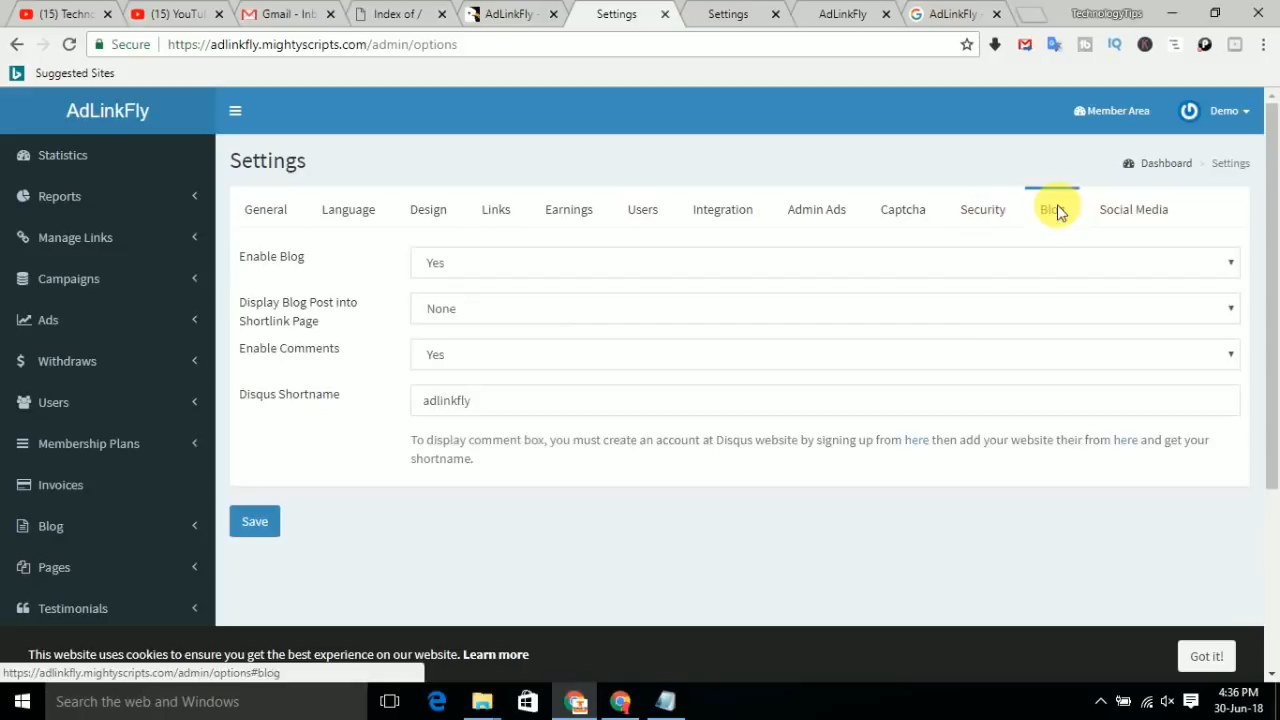 (15) Techno
(15) YouTu
Gmail - Inb
Index of /
AdLinkFly -
Settings
Settings
AdLinkFly
AdLinkFly -
TechnologyTips
Secure
https://adlinkfly.mightyscripts.com/admin/options
Suggested Sites
AdLinkFly
Member Area
Demo
Statistics
Reports
Manage Links
Campaigns
Ads
Withdraws
Users
Membership Plans
Invoices
Blog
Pages
Testimonials
Settings
Dashboard > Settings
General
Language
Design
Links
Earnings
Users
Integration
Admin Ads
Captcha
Security
Blog
Social Media
Enable Blog
Yes
Display Blog Post into
Shortlink Page
None
Enable Comments
Yes
Disqus Shortname
adlinkfly
To display comment box, you must create an account at Disqus website by signing up from here then add your website their from here and get your
shortname.
Save
This website uses cookies to ensure you get the best experience on our website. Learn more
Got it!
https://adlinkfly.mightyscripts.com/admin/options#blog
Search the web and Windows
4:36 PM
30-Jun-18